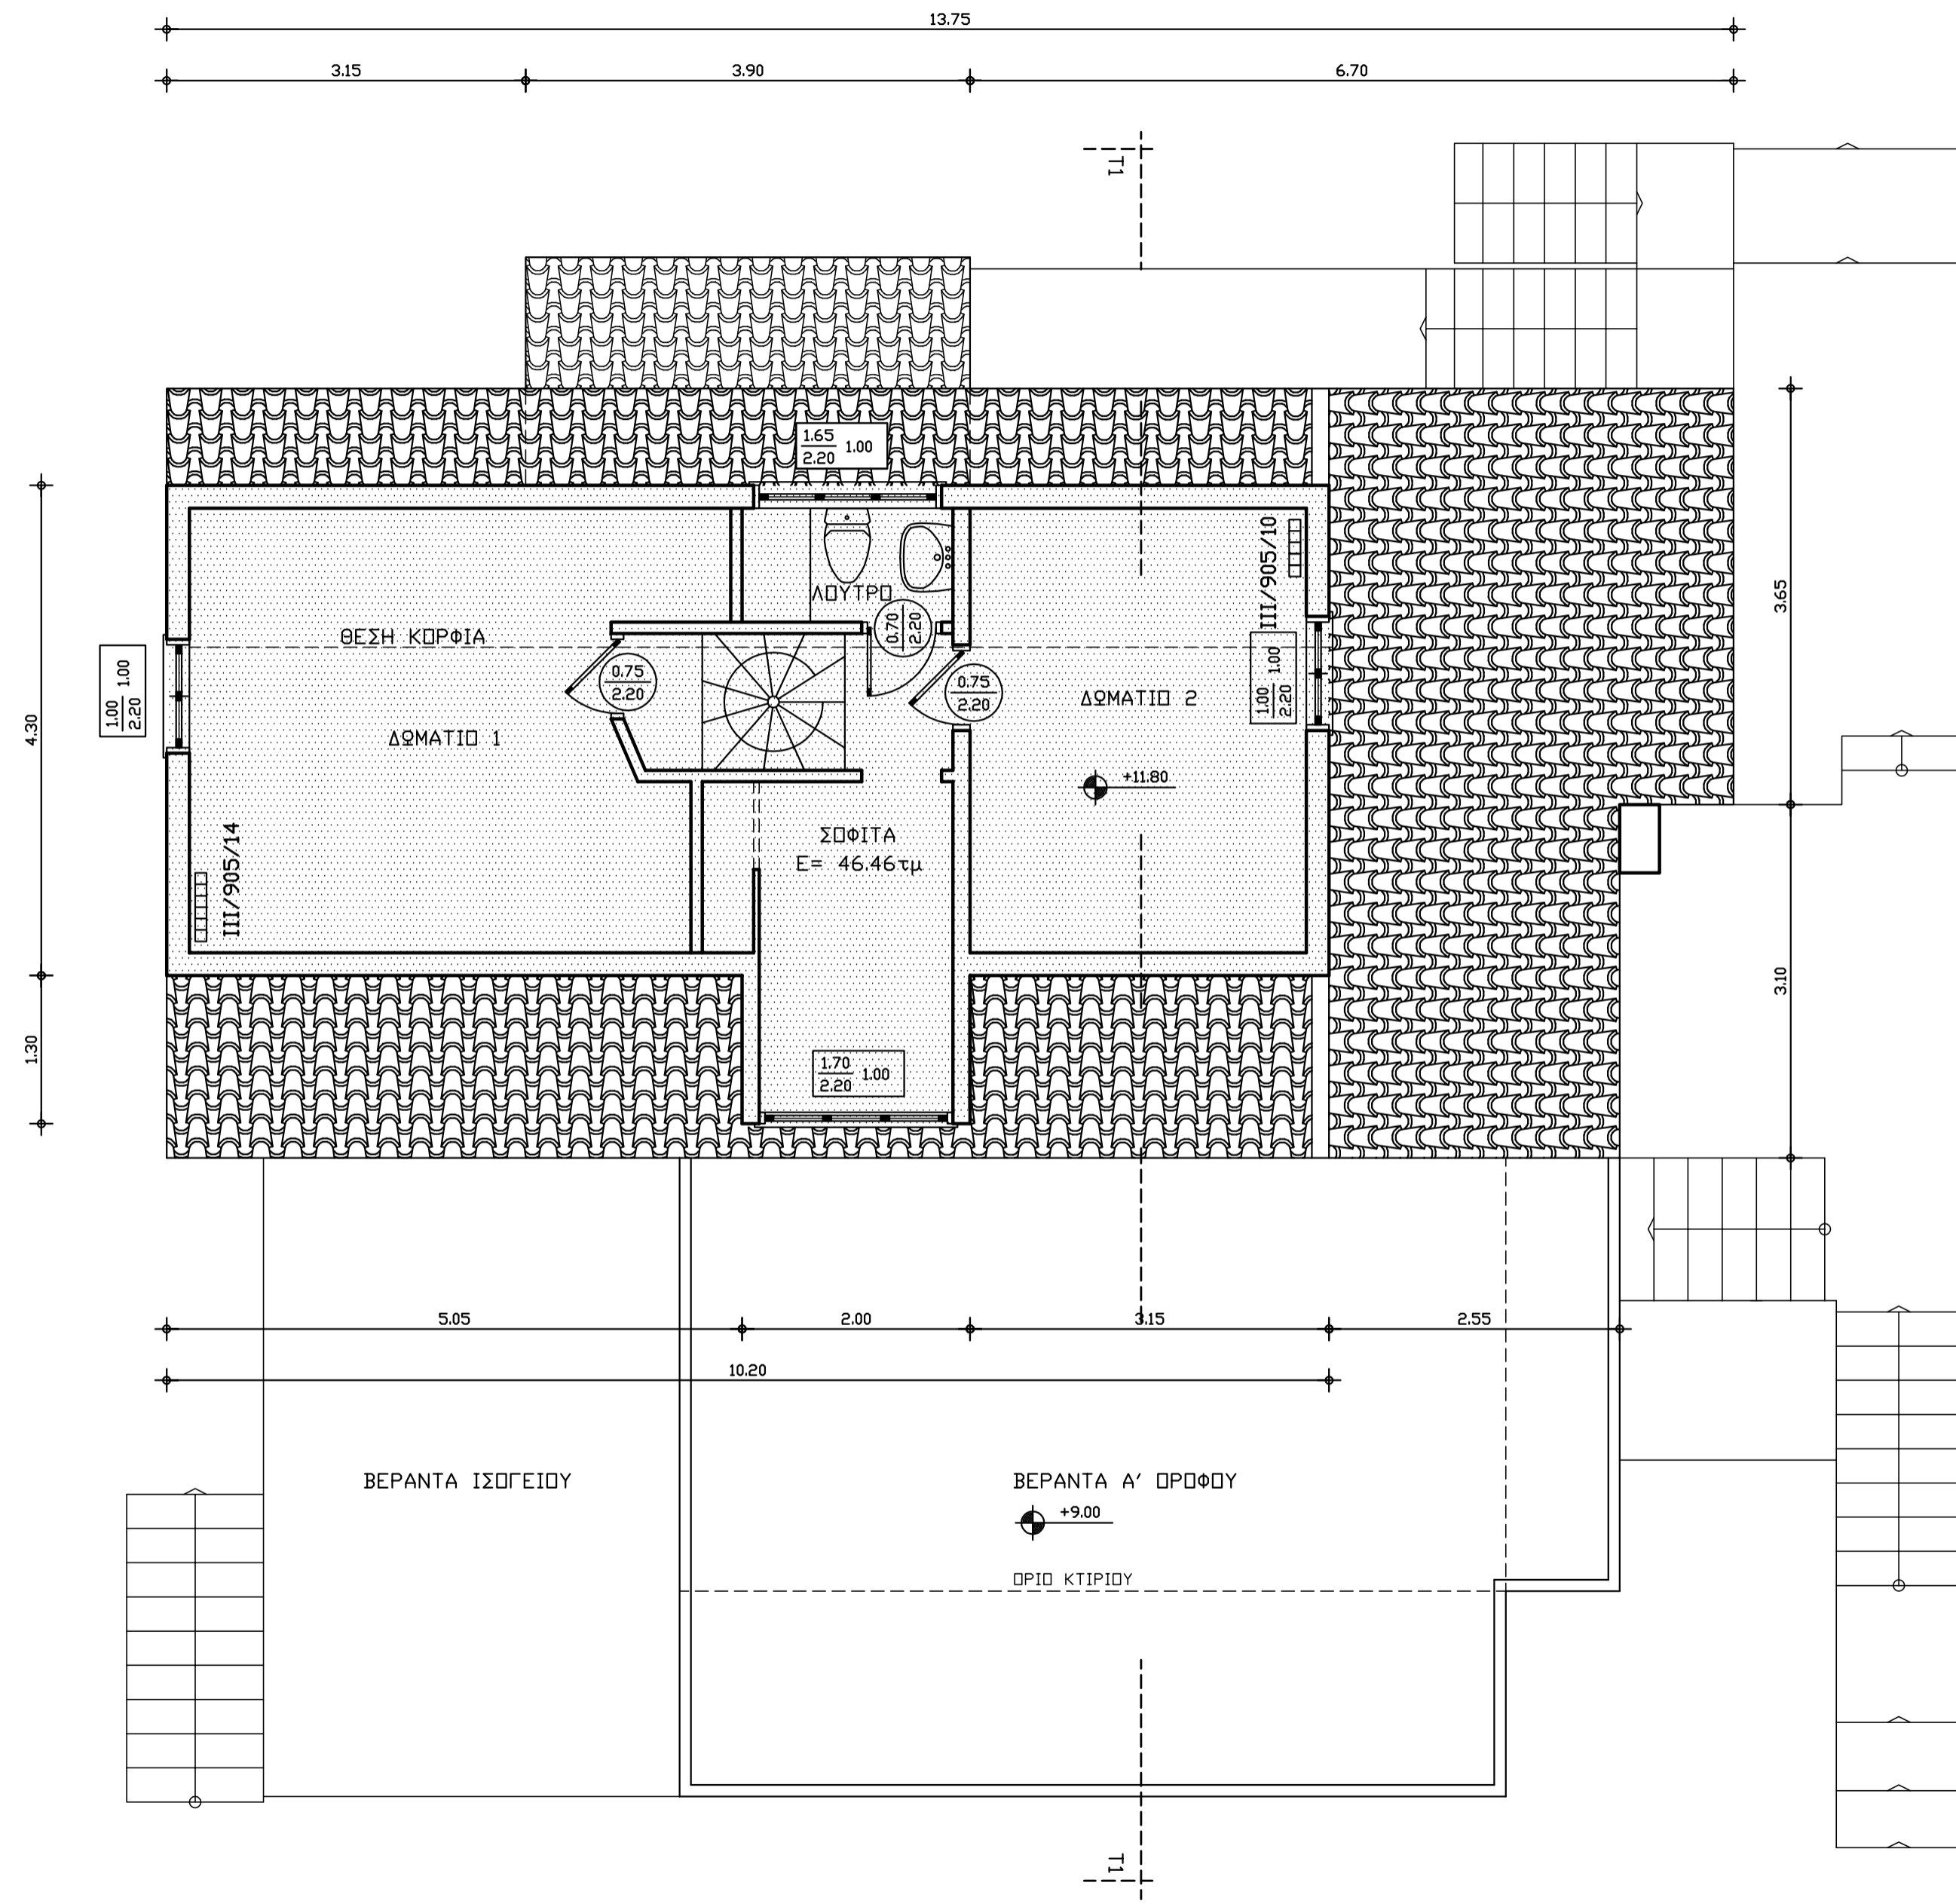 13.75
3.15 3.90 6.70
T1
1.65
2.20 1.00
III/905/10
ΛΟΥΤΡΟ
0.70
2.20
ΘΕΣΗ ΚΟΡΦΙΑ
3.65
1.00
2.20 1.00
0.75
2.20
0.75
2.20
ΔΩΜΑΤΙΟ 2
1.00
2.20 1.00
4.30
ΔΩΜΑΤΙΟ 1
+11.80
ΣΟΦΙΤΑ
Ε= 46.46τμ
III/905/14
3.10
1.30
1.70
2.20 1.00
5.05 2.00 3.15 2.55
10.20
ΒΕΡΑΝΤΑ ΙΣΟΓΕΙΟΥ
ΒΕΡΑΝΤΑ Α' ΟΡΟΦΟΥ
+9.00
ΟΡΙΟ ΚΤΙΡΙΟΥ
T1